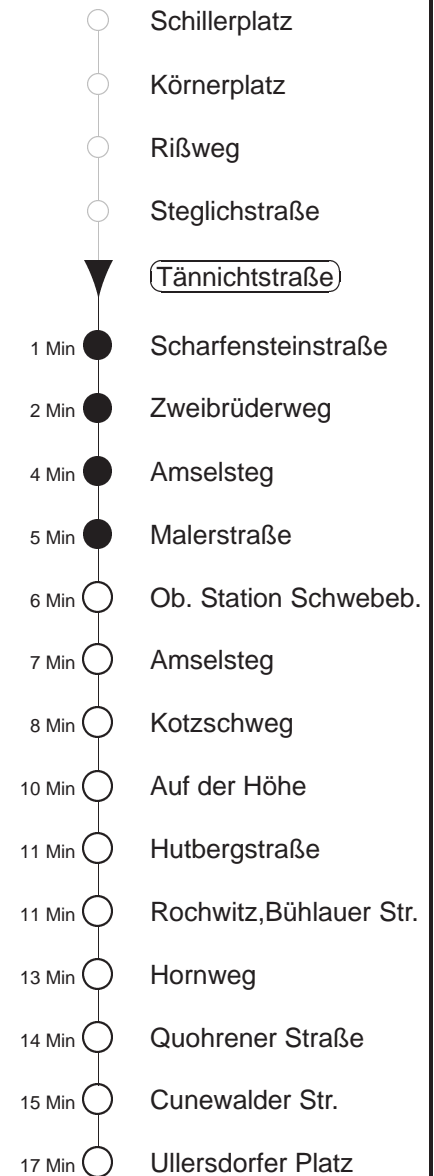 Schillerplatz
Körnerplatz
Rißweg
Steglichstraße
Tännichtstraße
1 Min Scharfensteinstraße
2 Min Zweibrüderweg
4 Min Amselsteg
5 Min Malerstraße
6 Min Ob. Station Schwebeb.
7 Min Amselsteg
8 Min Kotzschweg
10 Min Auf der Höhe
11 Min Hutbergstraße
11 Min Rochwitz,Bühlauer Str.
13 Min Hornweg
14 Min Quohrener Straße
15 Min Cunewalder Str.
17 Min Ullersdorfer Platz